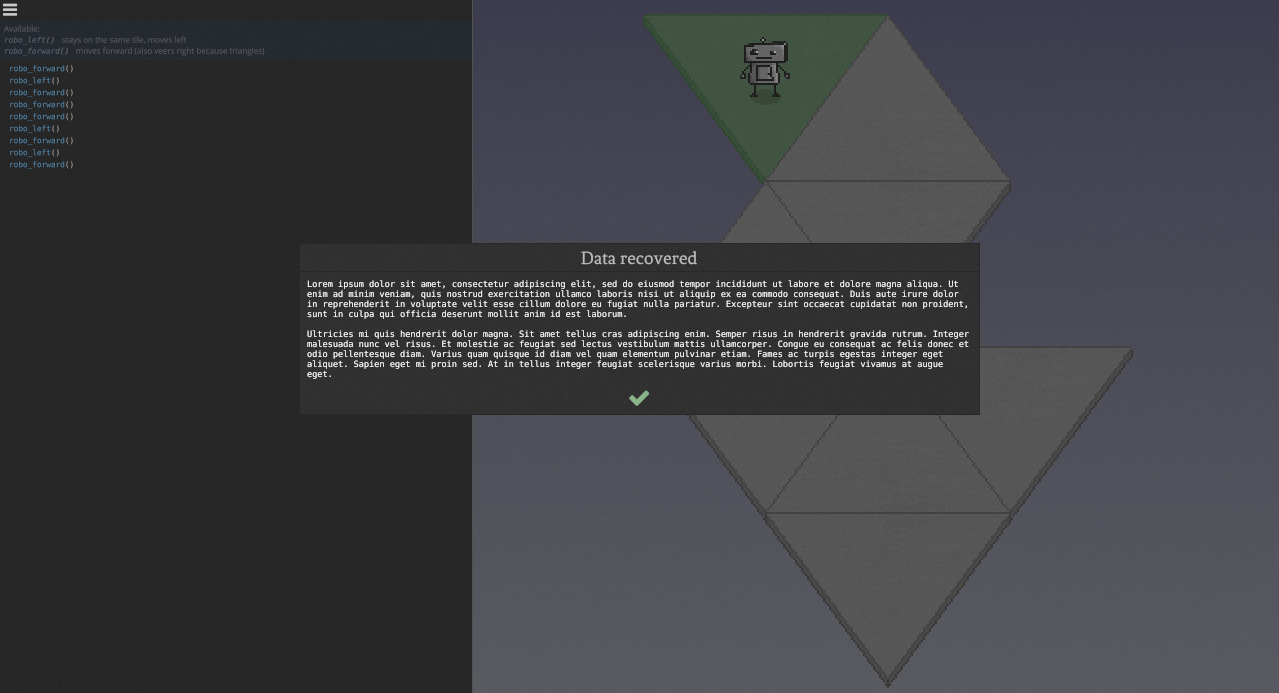 Available:
robo_left() stays on the same tile, moves left
robo_forward() moves forward (also veers right because triangles)
robo_forward()
robo_left()
robo_forward()
robo_forward()
robo_forward()
robo_left()
robo_forward()
robo_left()
robo_forward()
Data recovered
Lorem ipsum dolor sit amet, consectetur adipiscing elit, sed do eiusmod tempor incididunt ut labore et dolore magna aliqua. Ut
enim ad minim veniam, quis nostrud exercitation ullamco laboris nisi ut aliquip ex ea commodo consequat. Duis aute irure dolor
in reprehenderit in voluptate velit esse cillum dolore eu fugiat nulla pariatur. Excepteur sint occaecat cupidatat non proident,
sunt in culpa qui officia deserunt mollit anim id est laborum.
Ultricies mi quis hendrerit dolor magna. Sit amet tellus cras adipiscing enim. Semper risus in hendrerit gravida rutrum. Integer
malesuada nunc vel risus. Et molestie ac feugiat sed lectus vestibulum mattis ullamcorper. Congue eu consequat ac felis donec et
odio pellentesque diam. Varius quam quisque id diam vel quam elementum pulvinar etiam. Fames ac turpis egestas integer eget
aliquet. Sapien eget mi proin sed. At in tellus integer feugiat scelerisque varius morbi. Lobortis feugiat vivamus at augue
eget.